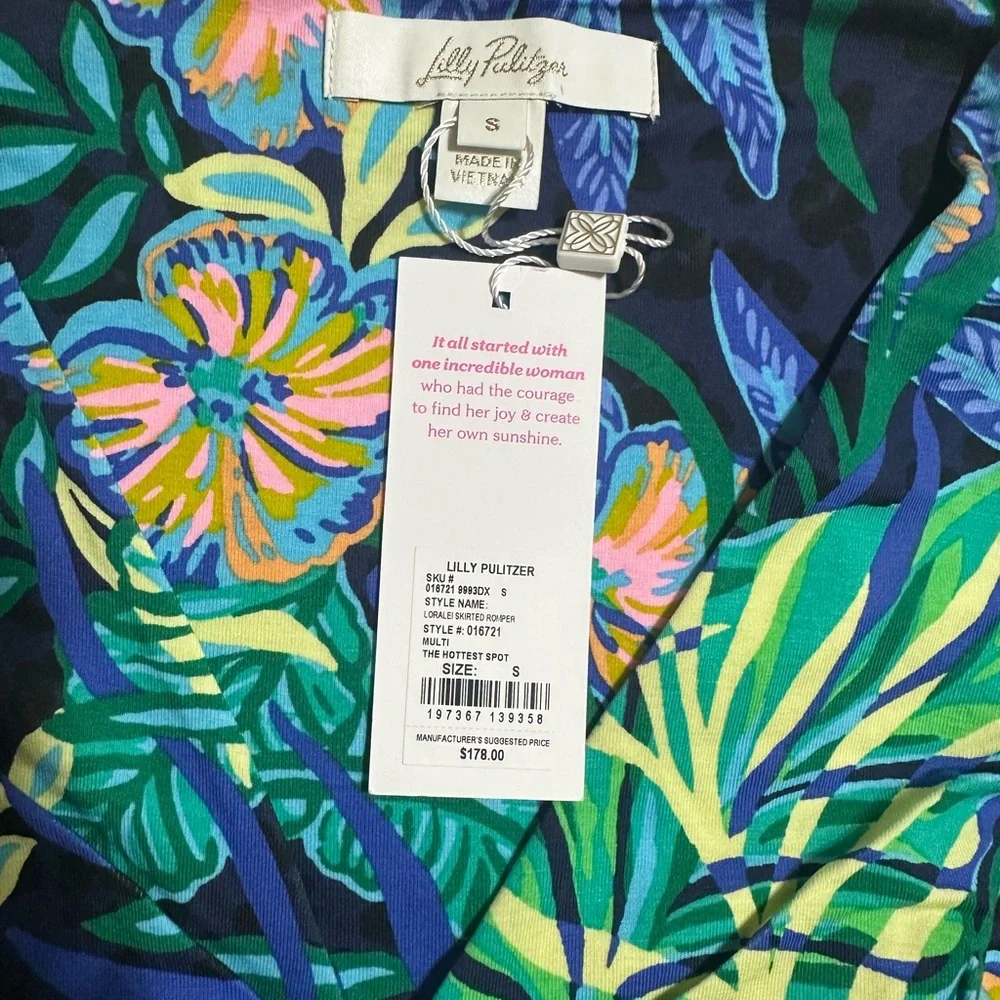 Lilly Pulitzer
S
MADE IN
VIETNAM
It all started with
one incredible woman
who had the courage
to find her joy & create
her own sunshine.
LILLY PULITZER
SKU #
016721 9993DX S
STYLE NAME:
LORALEI SKIRTED ROMPER
STYLE #: 016721
MULTI
THE HOTTEST SPOT
SIZE: S
197367 139358
MANUFACTURER'S SUGGESTED PRICE
$178.00